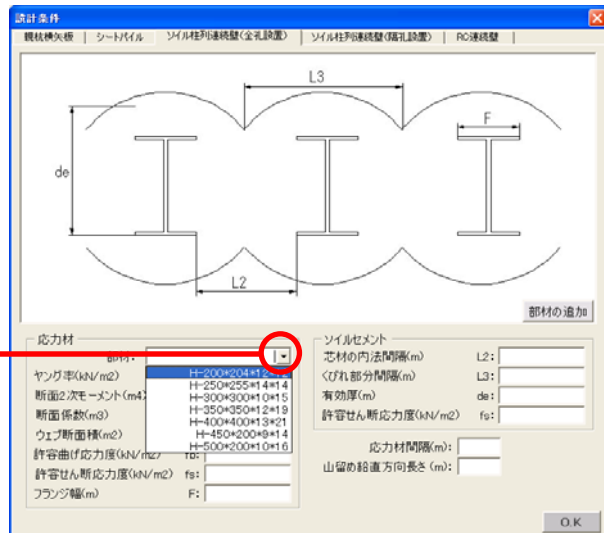 設計条件
親杭横矢板 | シートパイル ソイル柱列連続壁(全孔設置) | ソイル柱列連続壁(隔孔設置) | RC連続壁 |
L3
F
de
L2
部材の追加
応力材
部材:
H-200*204*12*12
H-250*255*14*14
H-300*300*10*15
H-350*350*12*19
H-400*400*13*21
H-450*200*9*14
H-500*200*10*16
ヤング率(kN/m2)
断面2次モーメント(m4)
断面係数(m3)
ウェブ断面積(m2)
許容曲げ応力度(kN/m2) fb:
許容せん断応力度(kN/m2) fs:
フランジ幅(m) F:
ソイルセメント
芯材の内法間隔(m) L2:
くびれ部分間隔(m) L3:
有効厚(m) de:
許容せん断応力度(kN/m2) fs:
応力材間隔(m):
山留め鉛直方向長さ(m):
O.K